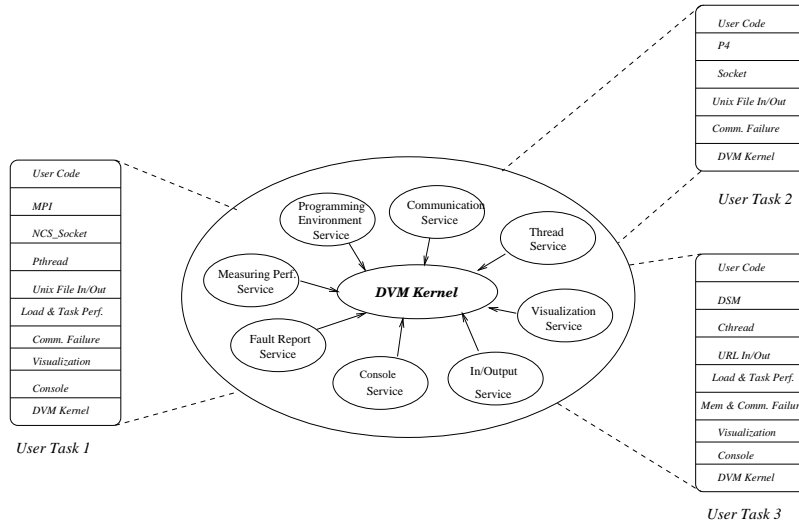 User Code
MPI
NCS_Socket
Pthread
Unix File In/Out
Load & Task Perf.
Comm. Failure
Visualization
Console
DVM Kernel
User Task 1
Programming
Environment
Service
Communication
Service
Thread
Service
Measuring Perf.
Service
DVM Kernel
Visualization
Service
Fault Report
Service
Console
Service
In/Output
Service
User Code
P4
Socket
Unix File In/Out
Comm. Failure
DVM Kernel
User Task 2
User Code
DSM
Cthread
URL In/Out
Load & Task Perf.
Mem & Comm. Failure
Visualization
Console
DVM Kernel
User Task 3